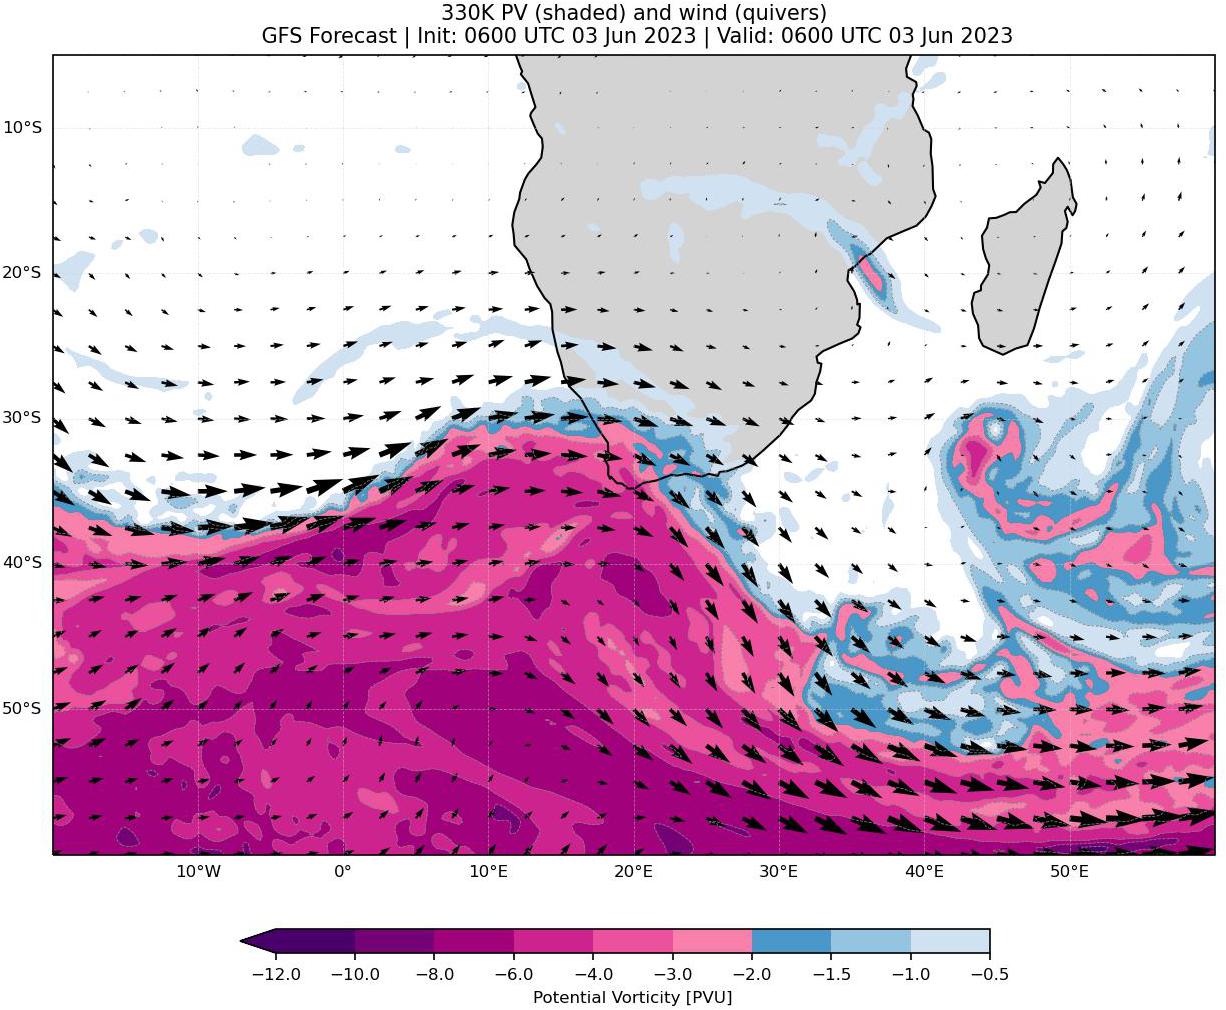 330K PV (shaded) and wind (quivers)
GFS Forecast | Init: 0600 UTC 03 Jun 2023 | Valid: 0600 UTC 03 Jun 2023
10°S
20°S
30°S
40°S
50°S
10°W 0° 10°E 20°E 30°E 40°E 50°E
−12.0 −10.0 −8.0 −6.0 −4.0 −3.0 −2.0 −1.5 −1.0 −0.5
Potential Vorticity [PVU]